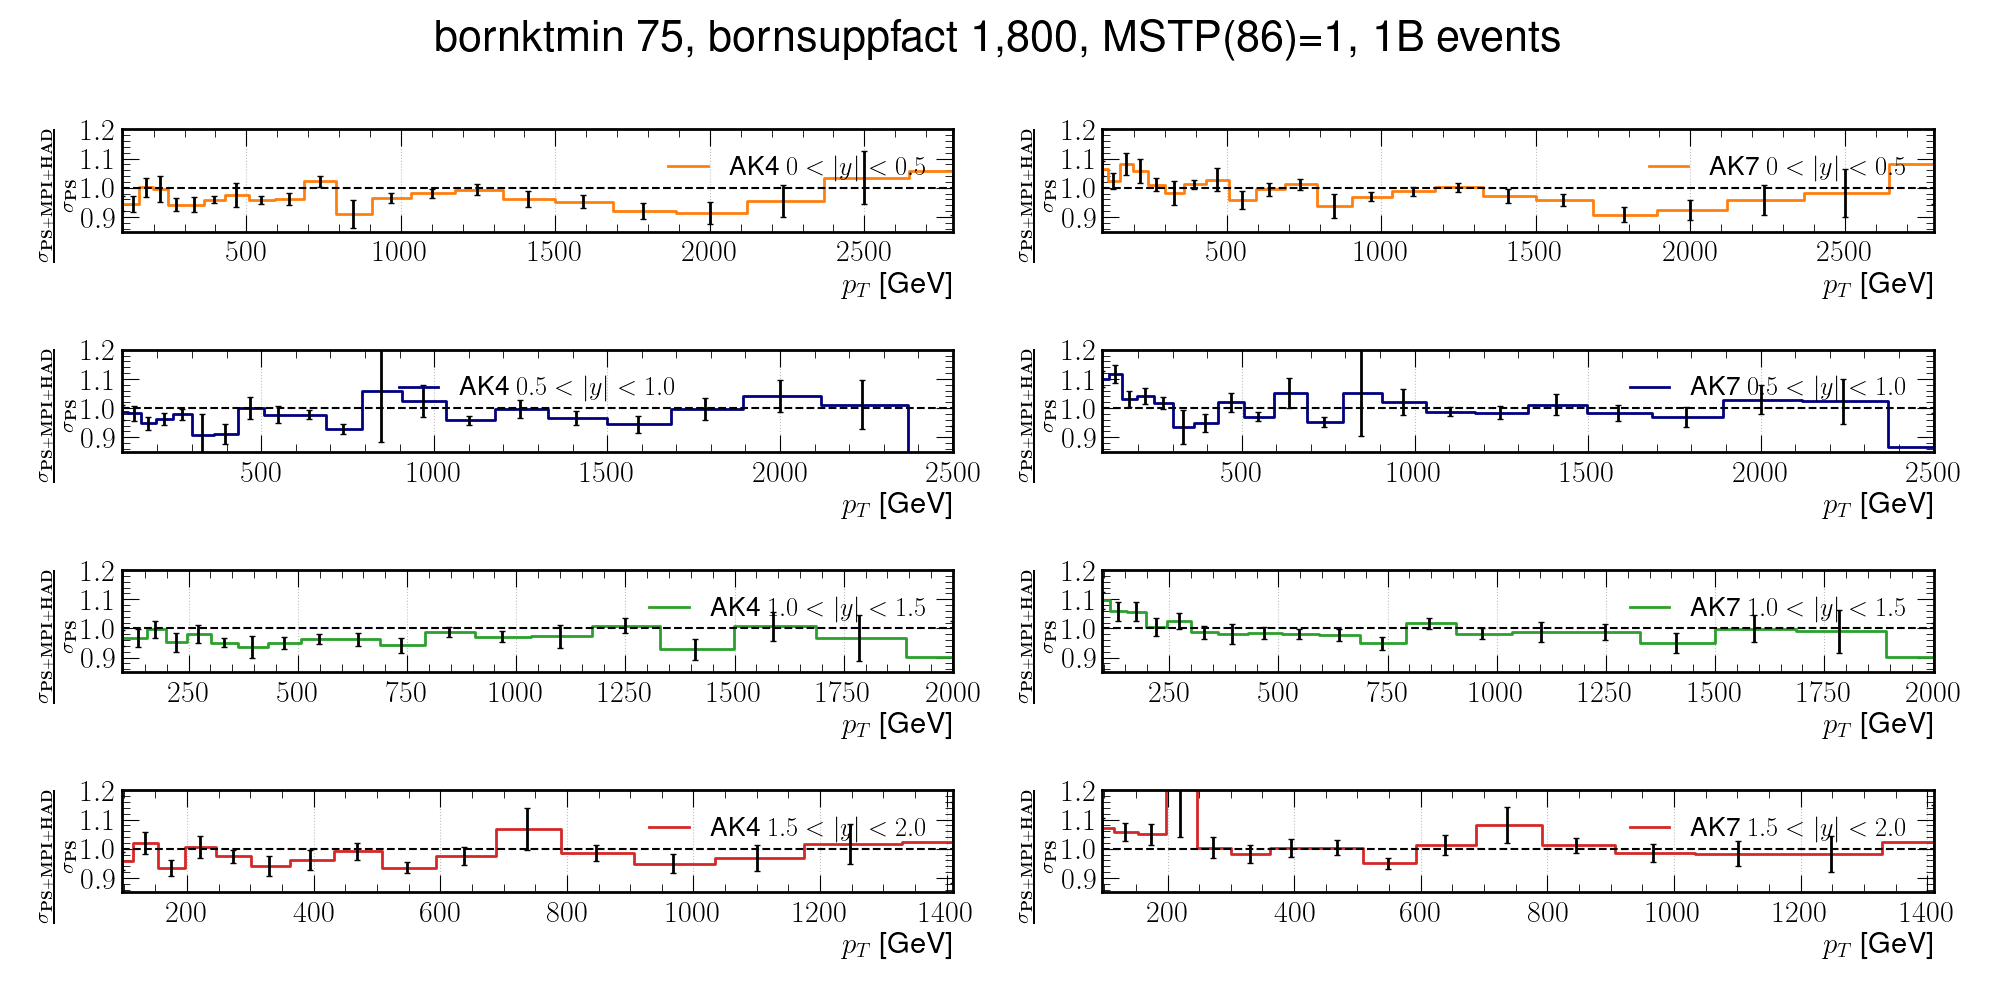 bornktmin 75, bornsuppfact 1,800, MSTP(86)=1, 1B events
σPS+MPI+HAD
σPS
1.2
1.1
1.0
0.9
AK4 0 < |y| < 0.5
500 1000 1500 2000 2500
pT [GeV]
σPS+MPI+HAD
σPS
1.2
1.1
1.0
0.9
AK7 0 < |y| < 0.5
500 1000 1500 2000 2500
pT [GeV]
σPS+MPI+HAD
σPS
1.2
1.1
1.0
0.9
AK4 0.5 < |y| < 1.0
500 1000 1500 2000 2500
pT [GeV]
σPS+MPI+HAD
σPS
1.2
1.1
1.0
0.9
AK7 0.5 < |y| < 1.0
500 1000 1500 2000 2500
pT [GeV]
σPS+MPI+HAD
σPS
1.2
1.1
1.0
0.9
AK4 1.0 < |y| < 1.5
250 500 750 1000 1250 1500 1750 2000
pT [GeV]
σPS+MPI+HAD
σPS
1.2
1.1
1.0
0.9
AK7 1.0 < |y| < 1.5
250 500 750 1000 1250 1500 1750 2000
pT [GeV]
σPS+MPI+HAD
σPS
1.2
1.1
1.0
0.9
AK4 1.5 < |y| < 2.0
200 400 600 800 1000 1200 1400
pT [GeV]
σPS+MPI+HAD
σPS
1.2
1.1
1.0
0.9
AK7 1.5 < |y| < 2.0
200 400 600 800 1000 1200 1400
pT [GeV]